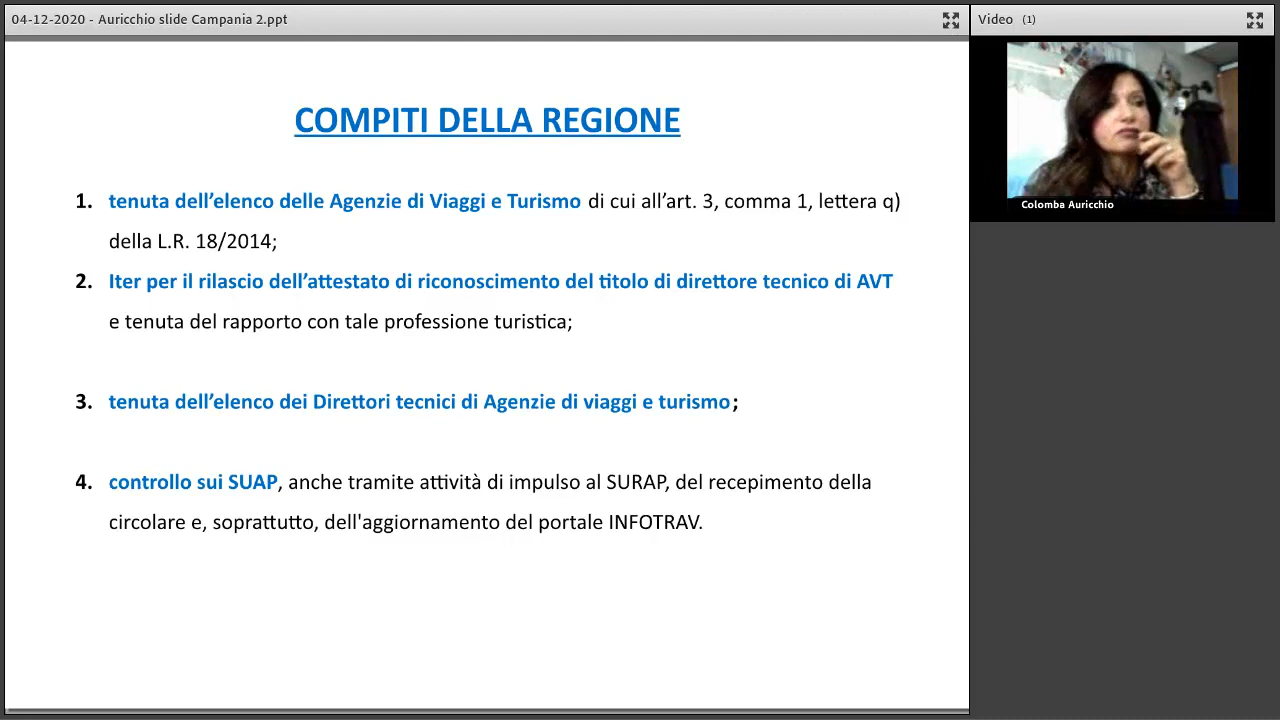 04-12-2020 - Auricchio slide Campania 2.ppt
Video (1)
COMPITI DELLA REGIONE
1. tenuta dell’elenco delle Agenzie di Viaggi e Turismo di cui all’art. 3, comma 1, lettera q)
della L.R. 18/2014;
2. Iter per il rilascio dell’attestato di riconoscimento del titolo di direttore tecnico di AVT
e tenuta del rapporto con tale professione turistica;
3. tenuta dell’elenco dei Direttori tecnici di Agenzie di viaggi e turismo;
4. controllo sui SUAP, anche tramite attività di impulso al SURAP, del recepimento della
circolare e, soprattutto, dell'aggiornamento del portale INFOTRAV.
Colomba Auricchio